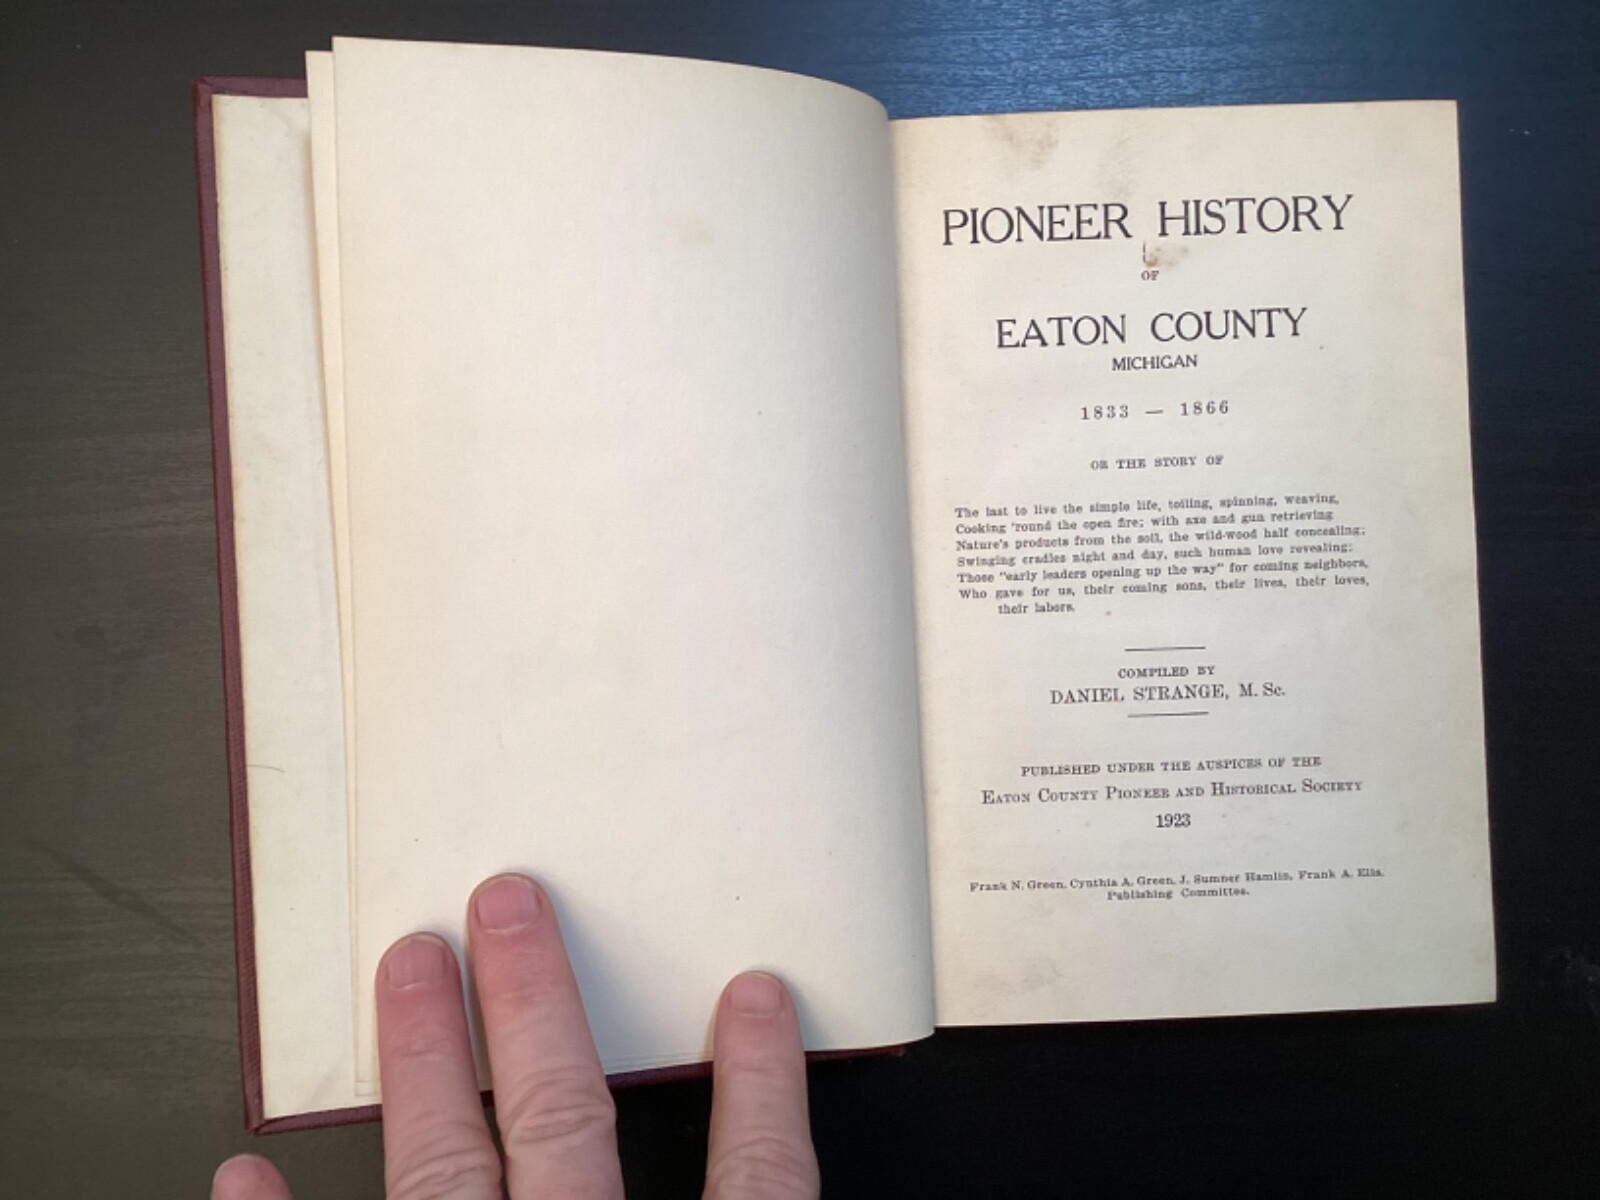 PIONEER HISTORY
OF
EATON COUNTY
MICHIGAN
1833 — 1866
OR THE STORY OF
The last to live the simple life, toiling, spinning, weaving,
Cooking 'round the open fire; with axe and gun retrieving
Nature's products from the soil, the wild-wood half concealing;
Swinging cradles night and day, such human love revealing;
Those "early leaders opening up the way" for coming neighbors,
Who gave for us, their coming sons, their lives, their loves,
their labors.
COMPILED BY
DANIEL STRANGE, M. Sc.
PUBLISHED UNDER THE AUSPICES OF THE
EATON COUNTY PIONEER AND HISTORICAL SOCIETY
1923
Frank N. Green, Cynthia A. Green, J. Sumner Hamlin, Frank A. Ells,
Publishing Committee.